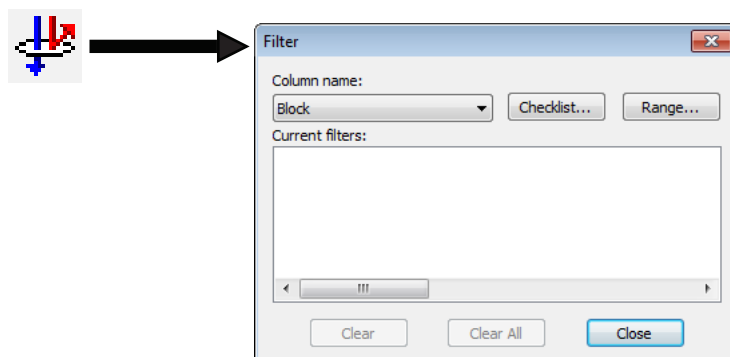 Filter
Column name:
Block Checklist... Range...
Current filters:
Clear Clear All Close